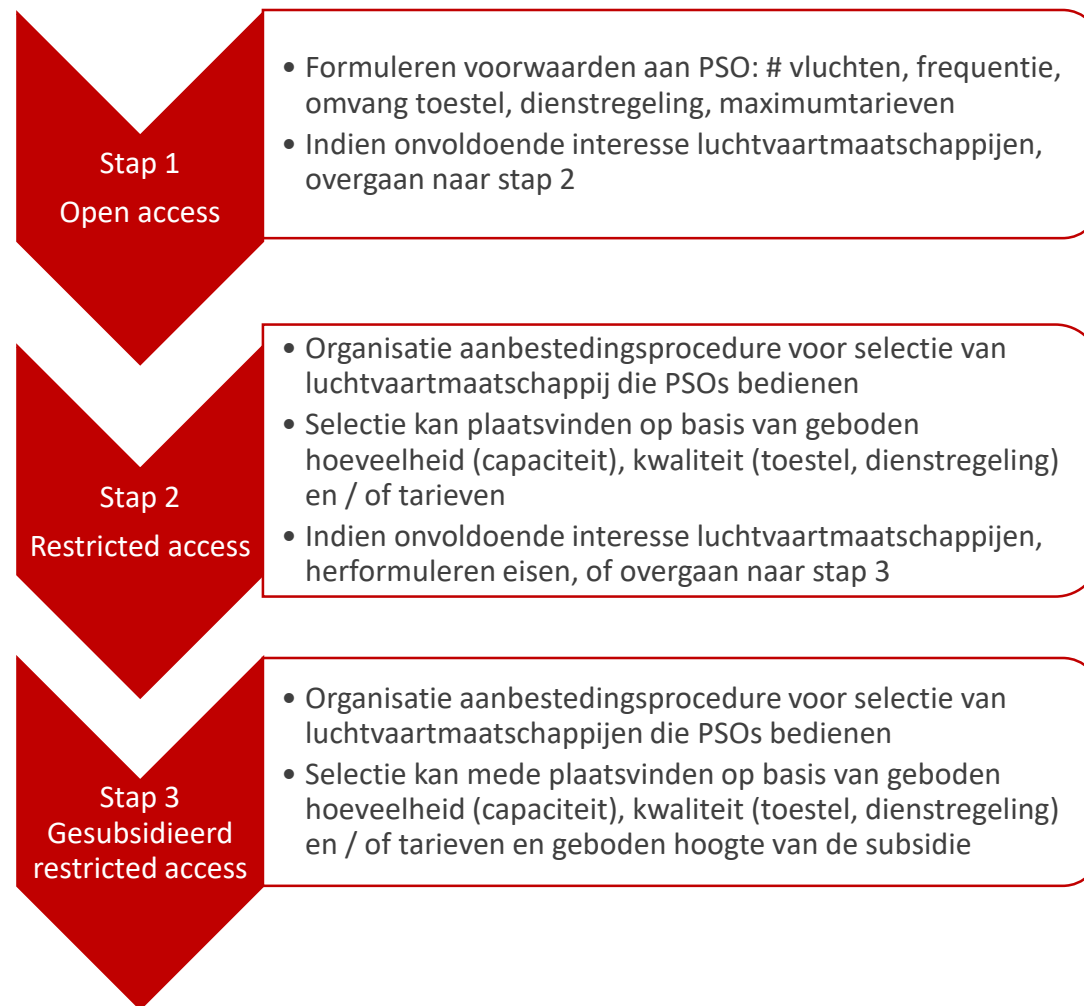 Stap 1
Open access
• Formuleren voorwaarden aan PSO: # vluchten, frequentie,
omvang toestel, dienstregeling, maximumtarieven
• Indien onvoldoende interesse luchtvaartmaatschappijen,
overgaan naar stap 2
Stap 2
Restricted access
• Organisatie aanbestedingsprocedure voor selectie van
luchtvaartmaatschappij die PSOs bedienen
• Selectie kan plaatsvinden op basis van geboden
hoeveelheid (capaciteit), kwaliteit (toestel, dienstregeling)
en / of tarieven
• Indien onvoldoende interesse luchtvaartmaatschappijen,
herformuleren eisen, of overgaan naar stap 3
Stap 3
Gesubsidieerd
restricted access
• Organisatie aanbestedingsprocedure voor selectie van
luchtvaartmaatschappijen die PSOs bedienen
• Selectie kan mede plaatsvinden op basis van geboden
hoeveelheid (capaciteit), kwaliteit (toestel, dienstregeling)
en / of tarieven en geboden hoogte van de subsidie